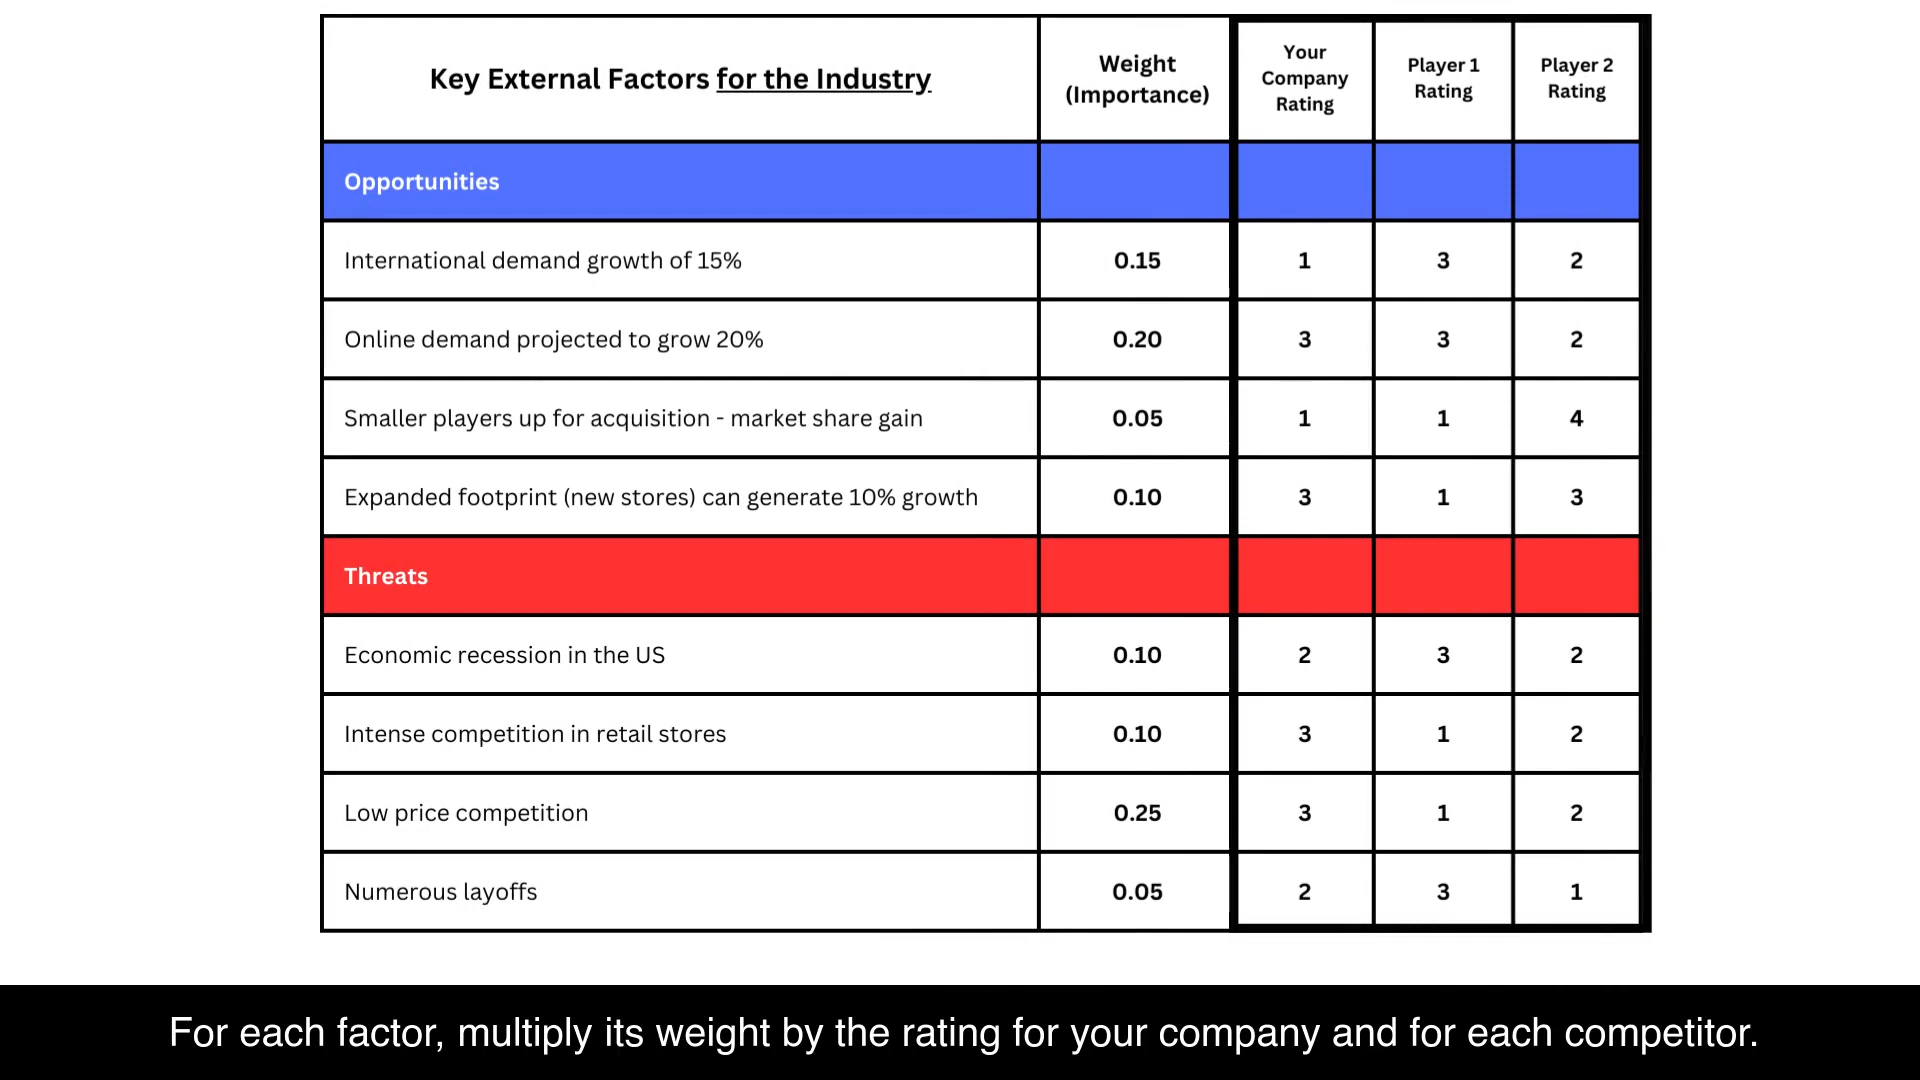 Key External Factors for the Industry
Weight
(Importance)
Your
Company
Rating
Player 1
Rating
Player 2
Rating
Opportunities
International demand growth of 15% 0.15 1 3 2
Online demand projected to grow 20% 0.20 3 3 2
Smaller players up for acquisition - market share gain 0.05 1 1 4
Expanded footprint (new stores) can generate 10% growth 0.10 3 1 3
Threats
Economic recession in the US 0.10 2 3 2
Intense competition in retail stores 0.10 3 1 2
Low price competition 0.25 3 1 2
Numerous layoffs 0.05 2 3 1
For each factor, multiply its weight by the rating for your company and for each competitor.